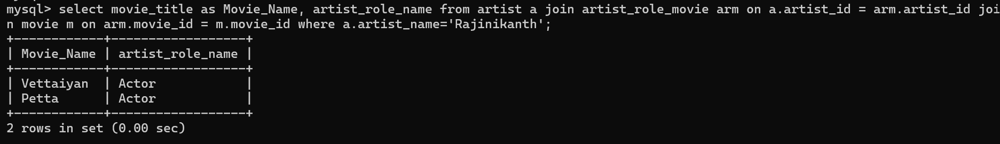 mysql> select movie_title as Movie_Name, artist_role_name from artist a join artist_role_movie arm on a.artist_id = arm.artist_id joi
n movie m on arm.movie_id = m.movie_id where a.artist_name='Rajinikanth';
+------------+------------------+
| Movie_Name | artist_role_name |
+------------+------------------+
| Vettaiyan  | Actor            |
| Petta      | Actor            |
+------------+------------------+
2 rows in set (0.00 sec)